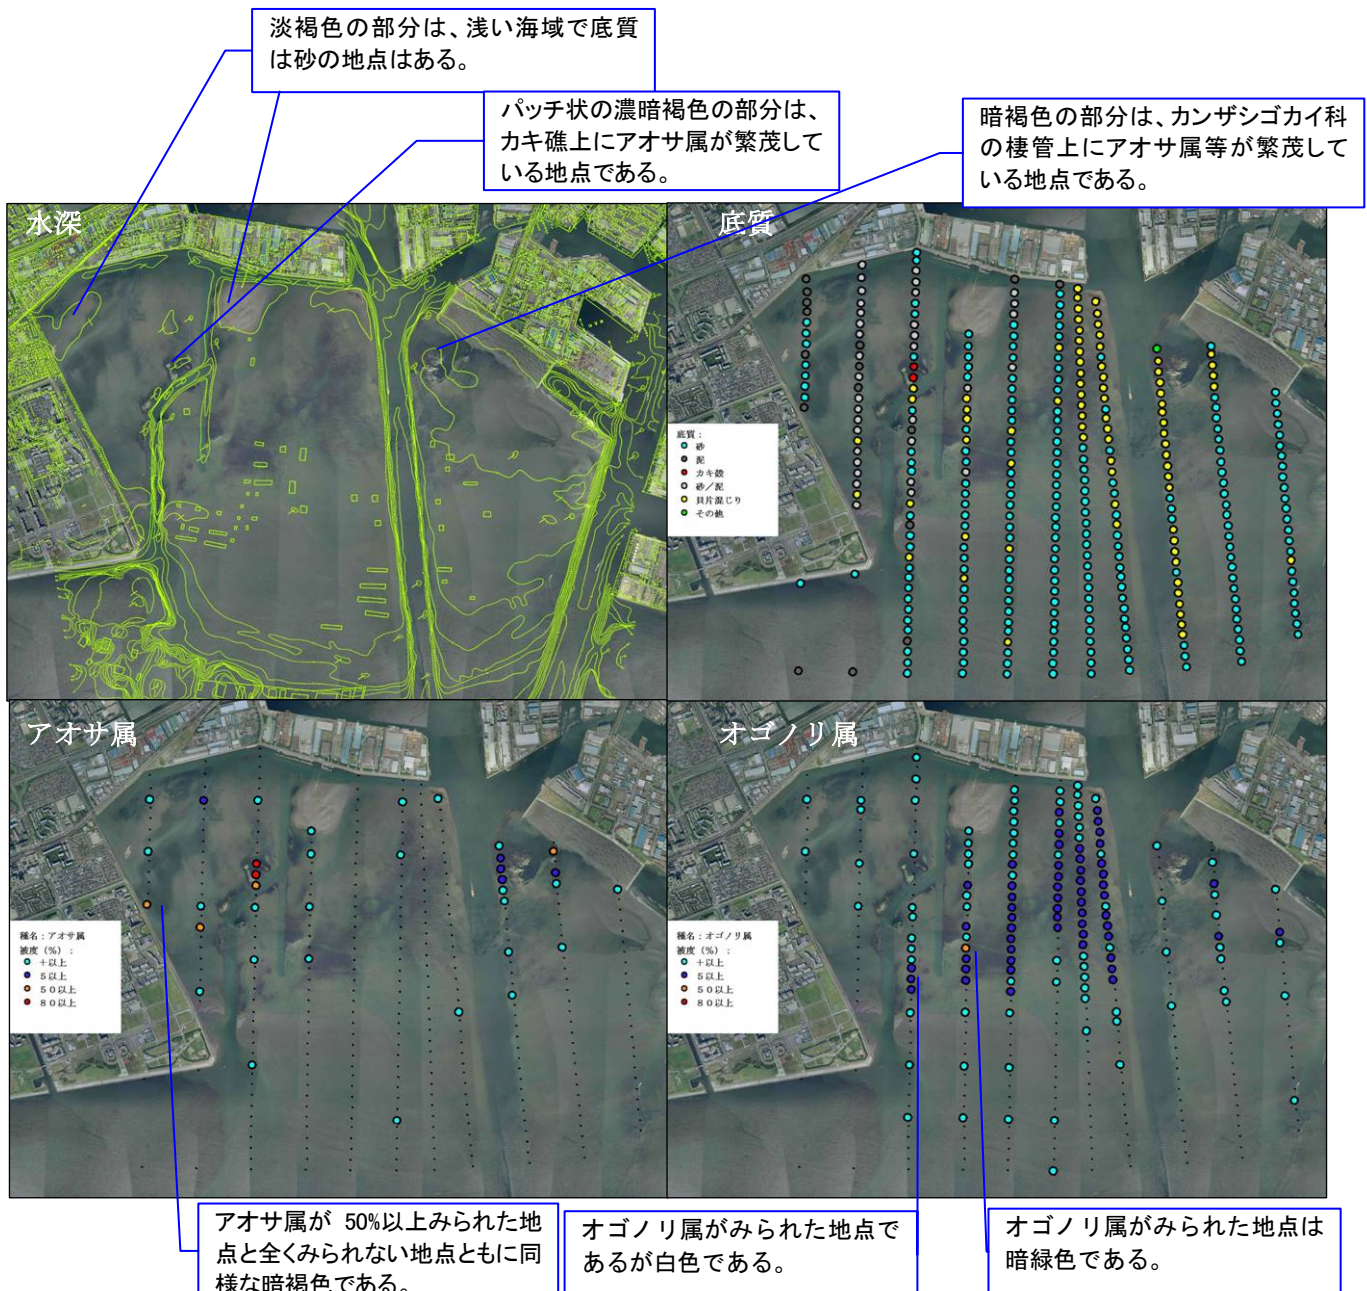 淡褐色の部分は、浅い海域で底質
は砂の地点はある。
パッチ状の濃暗褐色の部分は、
カキ礁上にアオサ属が繁茂して
いる地点である。
暗褐色の部分は、カンザシゴカイ科
の棲管上にアオサ属等が繁茂して
いる地点である。
水深
底質
底質：
砂
泥
カキ殻
砂／泥
貝片混じり
その他
アオサ属
種名：アオサ属
被度（%）：
＋以上
５以上
５０以上
８０以上
オゴノリ属
種名：オゴノリ属
被度（%）：
＋以上
５以上
５０以上
８０以上
アオサ属が 50%以上みられた地
点と全くみられない地点ともに同
様な暗褐色である。
オゴノリ属がみられた地点で
あるが白色である。
オゴノリ属がみられた地点は
暗緑色である。